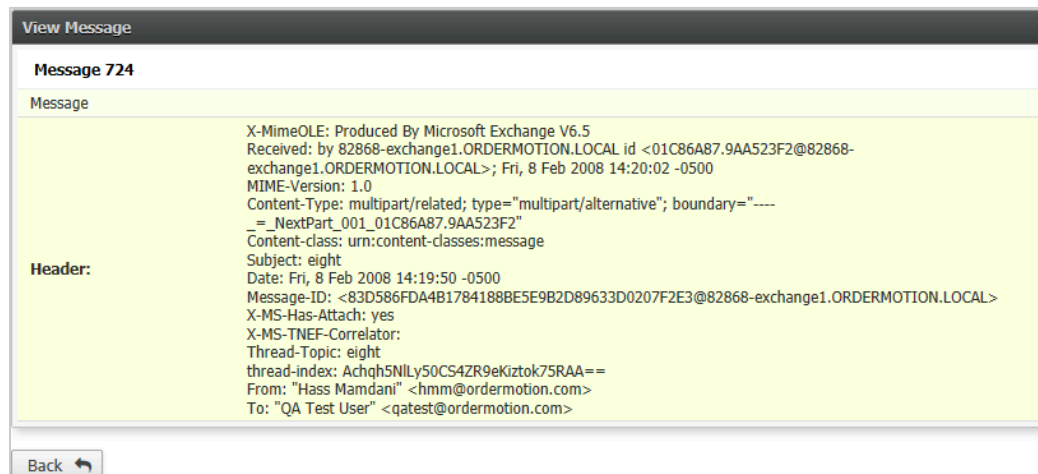 View Message
Message 724
Message
X-MimeOLE: Produced By Microsoft Exchange V6.5
Received: by 82868-exchange1.ORDERMOTION.LOCAL id <01C86A87.9AA523F2@82868-
exchange1.ORDERMOTION.LOCAL>; Fri, 8 Feb 2008 14:20:02 -0500
MIME-Version: 1.0
Content-Type: multipart/related; type="multipart/alternative"; boundary="----
_=_NextPart_001_01C86A87.9AA523F2"
Content-class: urn:content-classes:message
Subject: eight
Header:
Date: Fri, 8 Feb 2008 14:19:50 -0500
Message-ID: <83D586FDA4B1784188BE5E9B2D89633D0207F2E3@82868-exchange1.ORDERMOTION.LOCAL>
X-MS-Has-Attach: yes
X-MS-TNEF-Correlator:
Thread-Topic: eight
thread-index: Achqh5NlLy50CS4ZR9eKiztok75RAA==
From: "Hass Mamdani" <hmm@ordermotion.com>
To: "QA Test User" <qatest@ordermotion.com>
Back